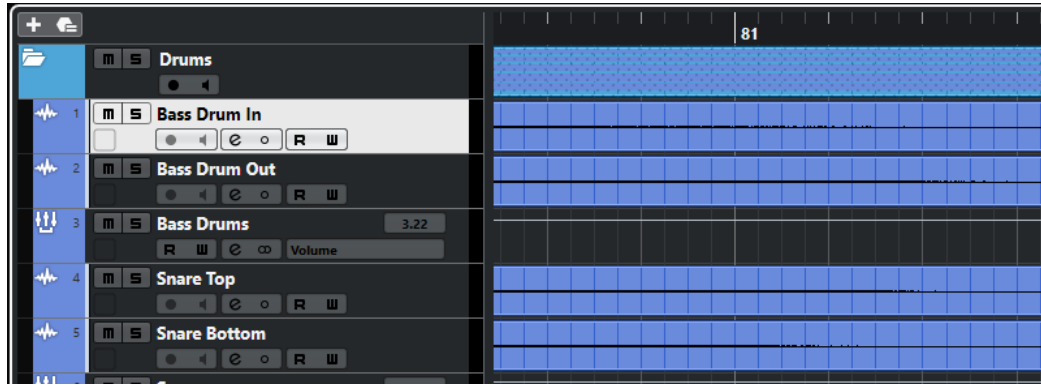 81
m S Drums
1 m S Bass Drum In
e R W
2 m S Bass Drum Out
e R W
3 m S Bass Drums 3.22
R W e Volume
4 m S Snare Top
e R W
5 m S Snare Bottom
e R W